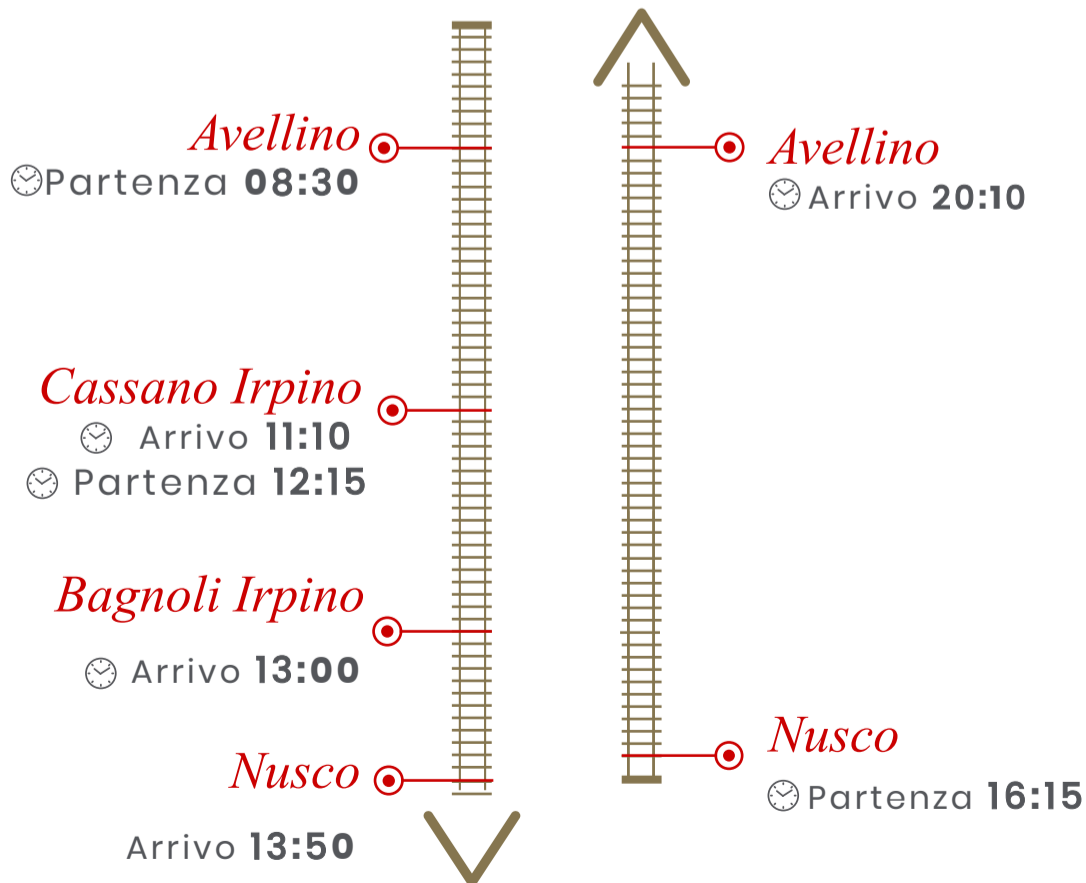 Avellino
Partenza 08:30
Cassano Irpino
Arrivo 11:10
Partenza 12:15
Bagnoli Irpino
Arrivo 13:00
Nusco
Arrivo 13:50
Avellino
Arrivo 20:10
Nusco
Partenza 16:15